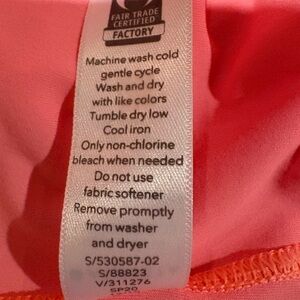 FAIR TRADE
CERTIFIED
FACTORY
Machine wash cold
gentle cycle
Wash and dry
with like colors
Tumble dry low
Cool iron
Only non-chlorine
bleach when needed
Do not use
fabric softener
Remove promptly
from washer
and dryer
S/530587-02
S/88823
V/311276
SP20